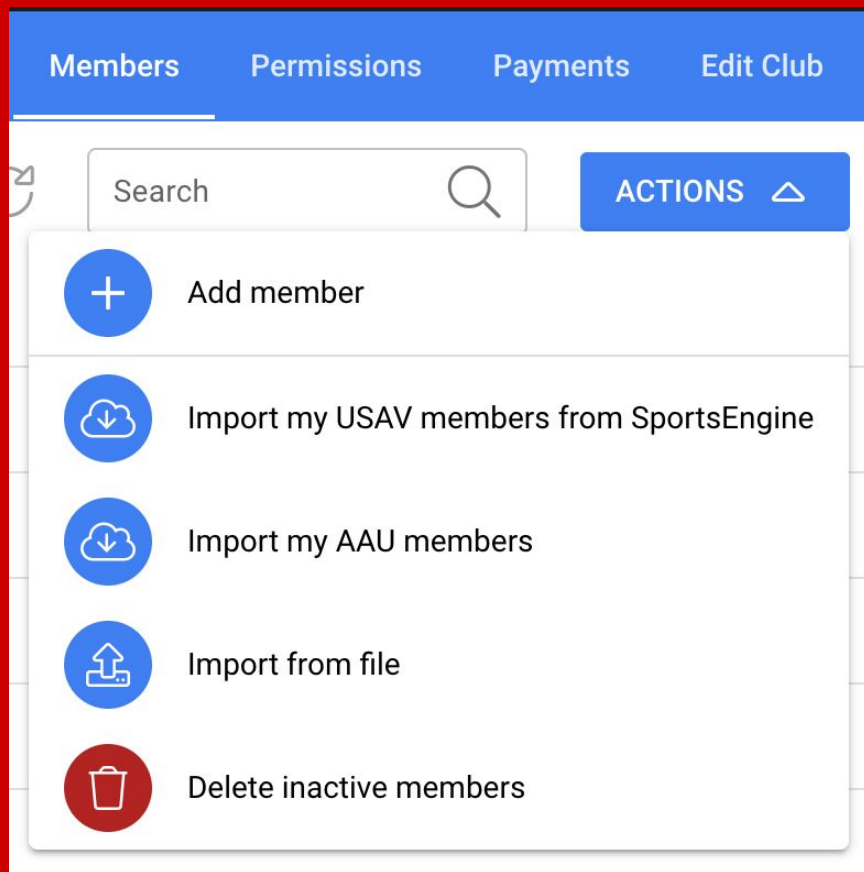 Members Permissions Payments Edit Club
Search ACTIONS
Add member
Import my USAV members from SportsEngine
Import my AAU members
Import from file
Delete inactive members